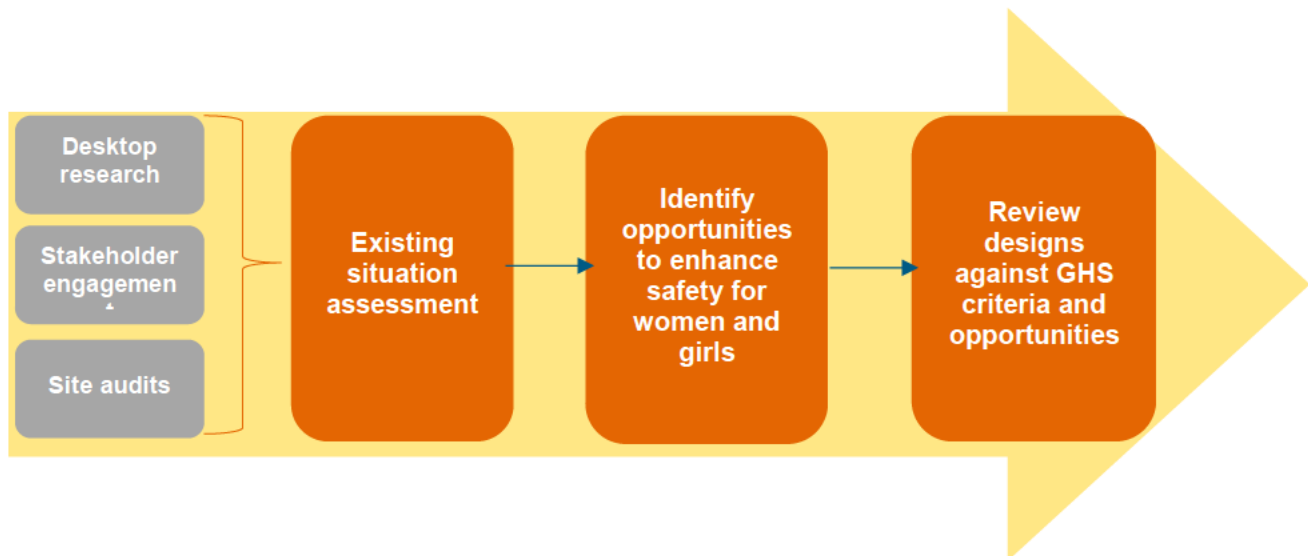 Desktop
research
Stakeholder
engagemen
Site audits
Existing
situation
assessment
Identify
opportunities
to enhance
safety for
women and
girls
Review
designs
against GHS
criteria and
opportunities